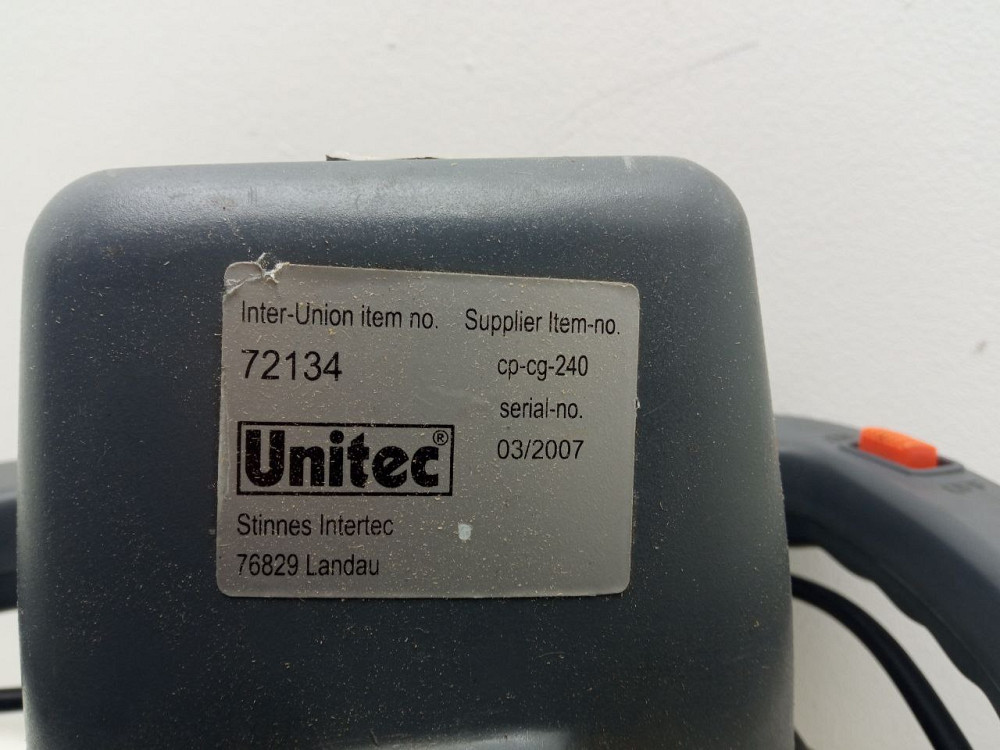 Inter-Union item no.
72134
Unitec®
Stinnes Intertec
76829 Landau
Supplier Item-no.
cp-cg-240
serial-no.
03/2007